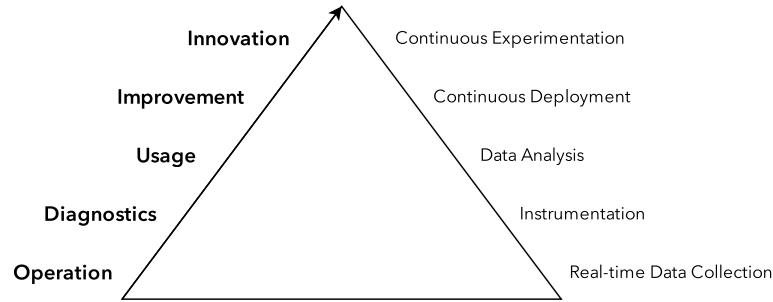 Innovation Continuous Experimentation
Improvement Continuous Deployment
Usage Data Analysis
Diagnostics Instrumentation
Operation Real-time Data Collection